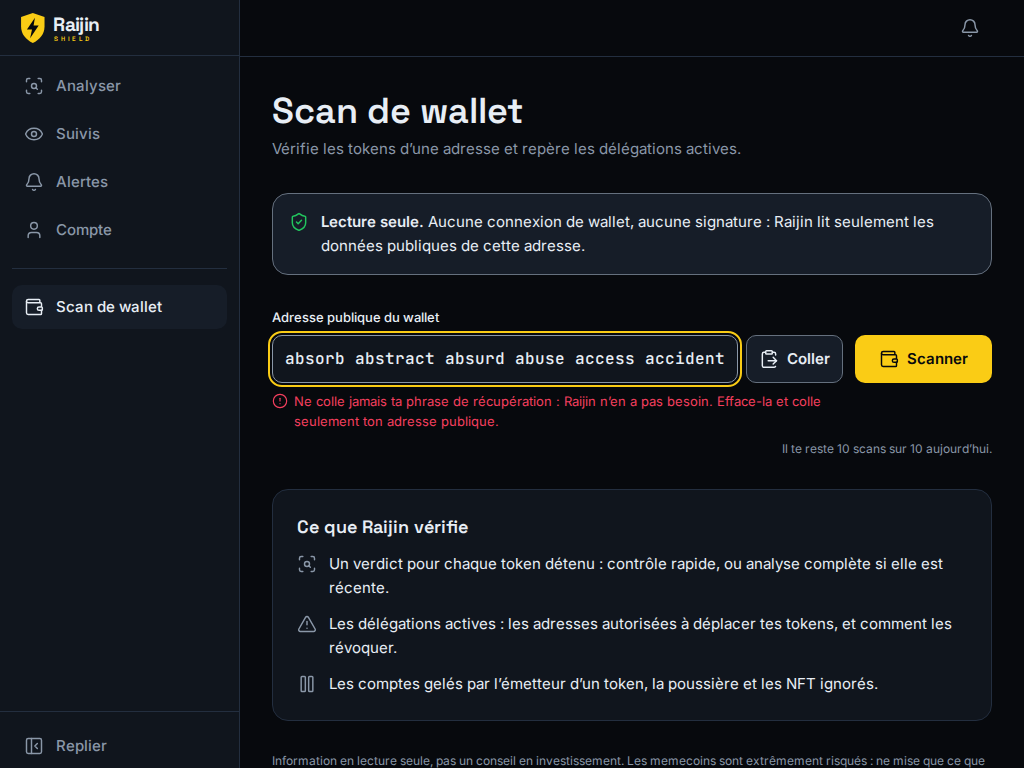 Raijin
SHIELD
Analyser
Suivis
Alertes
Compte
Scan de wallet
Replier
Scan de wallet
Vérifie les tokens d’une adresse et repère les délégations actives.
Lecture seule. Aucune connexion de wallet, aucune signature : Raijin lit seulement les
données publiques de cette adresse.
Adresse publique du wallet
absorb abstract absurd abuse access accident
Coller
Scanner
Ne colle jamais ta phrase de récupération : Raijin n’en a pas besoin. Efface-la et colle
seulement ton adresse publique.
Il te reste 10 scans sur 10 aujourd’hui.
Ce que Raijin vérifie
Un verdict pour chaque token détenu : contrôle rapide, ou analyse complète si elle est
récente.
Les délégations actives : les adresses autorisées à déplacer tes tokens, et comment les
révoquer.
Les comptes gelés par l’émetteur d’un token, la poussière et les NFT ignorés.
Information en lecture seule, pas un conseil en investissement. Les memecoins sont extrêmement risqués : ne mise que ce que